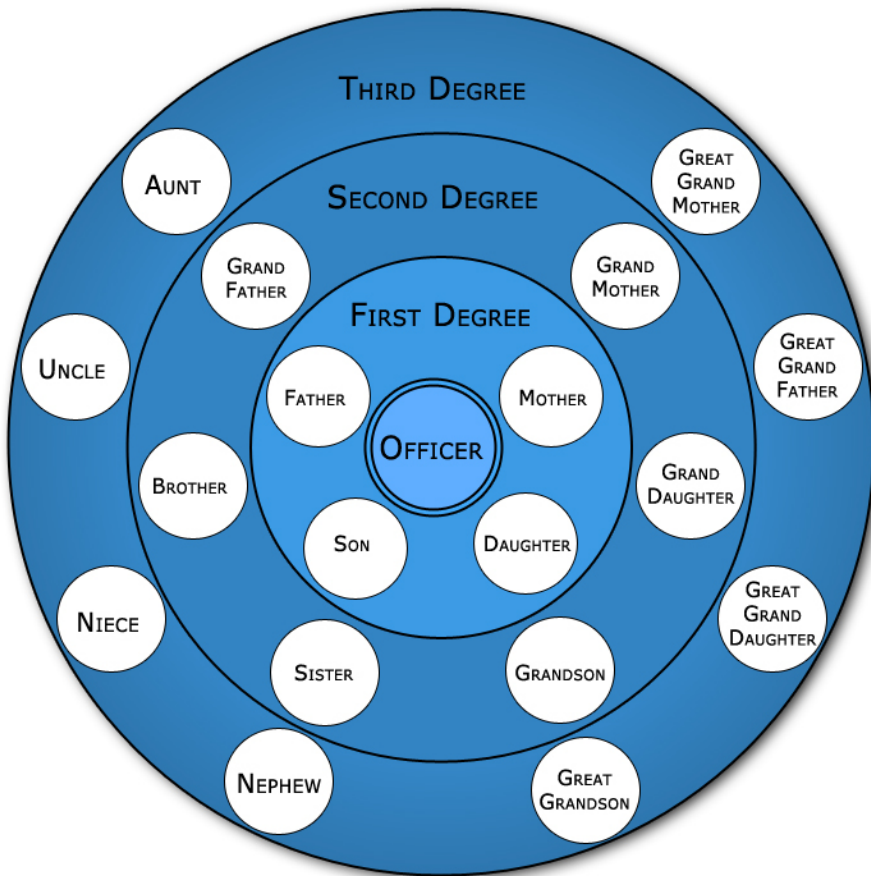 Third Degree
Aunt
Great
Grand
Mother
Second Degree
Grand
Father
Grand
Mother
First Degree
Uncle
Great
Grand
Father
Father
Mother
Officer
Brother
Grand
Daughter
Son
Daughter
Niece
Great
Grand
Daughter
Sister
Grandson
Nephew
Great
Grandson